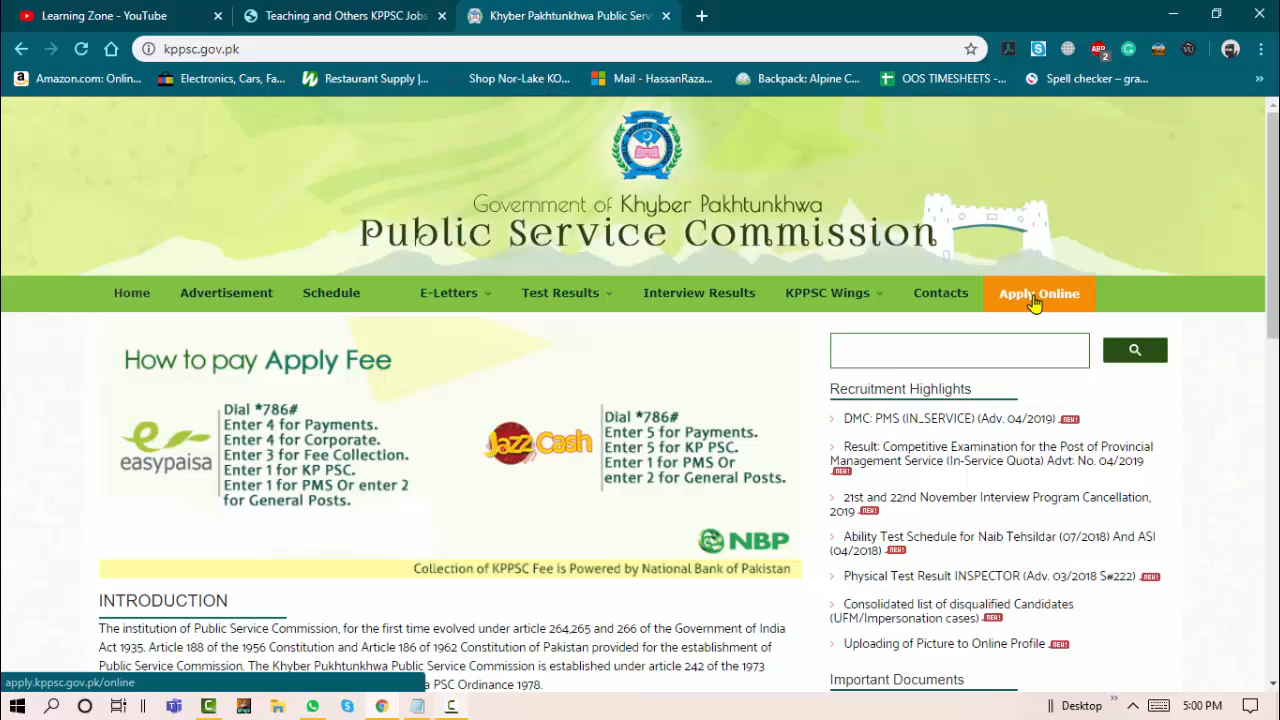 Learning Zone - YouTube
Teaching and Others KPPSC Jobs
Khyber Pakhtunkhwa Public Serv
kppsc.gov.pk
ABP
2
Amazon.com: Onlin...
Electronics, Cars, Fa...
Restaurant Supply |...
Shop Nor-Lake KO...
Mail - HassanRaza...
Backpack: Alpine C...
OOS TIMESHEETS -...
Spell checker – gra...
SERVICE COMMISSION
Government of Khyber Pakhtunkhwa
Public Service Commission
Home
Advertisement
Schedule
E-Letters
Test Results
Interview Results
KPPSC Wings
Contacts
Apply Online
How to pay Apply Fee
easypaisa
Dial *786#
Enter 4 for Payments.
Enter 4 for Corporate.
Enter 3 for Fee Collection.
Enter 1 for KP PSC.
Enter 1 for PMS Or enter 2
for General Posts.
JazzCash
Dial *786#
Enter 5 for Payments.
Enter 5 for KP PSC.
Enter 1 for PMS Or
enter 2 for General Posts.
NBP
Collection of KPPSC Fee is Powered by National Bank of Pakistan
INTRODUCTION
The institution of Public Service Commission, for the first time evolved under article 264,265 and 266 of the Government of India
Act 1935. Article 188 of the 1956 Constitution and Article 186 of 1962 Constitution of Pakistan provided for the establishment of
Public Service Commission. The Khyber Pukhtunkhwa Public Service Commission is established under article 242 of the 1973
a PSC Ordinance 1978.
Recruitment Highlights
DMC: PMS (IN_SERVICE) (Adv. 04/2019) NEW!
Result: Competitive Examination for the Post of Provincial
Management Service (In-Service Quota) Advt: No. 04/2019
NEW!
21st and 22nd November Interview Program Cancellation,
2019 NEW!
Ability Test Schedule for Naib Tehsildar (07/2018) And ASI
(04/2018) NEW!
Physical Test Result INSPECTOR (Adv. 03/2018 S#222) NEW!
Consolidated list of disqualified Candidates
(UFM/Impersonation cases) NEW!
Uploading of Picture to Online Profile NEW!
Important Documents
apply.kppsc.gov.pk/online
Desktop
5:00 PM